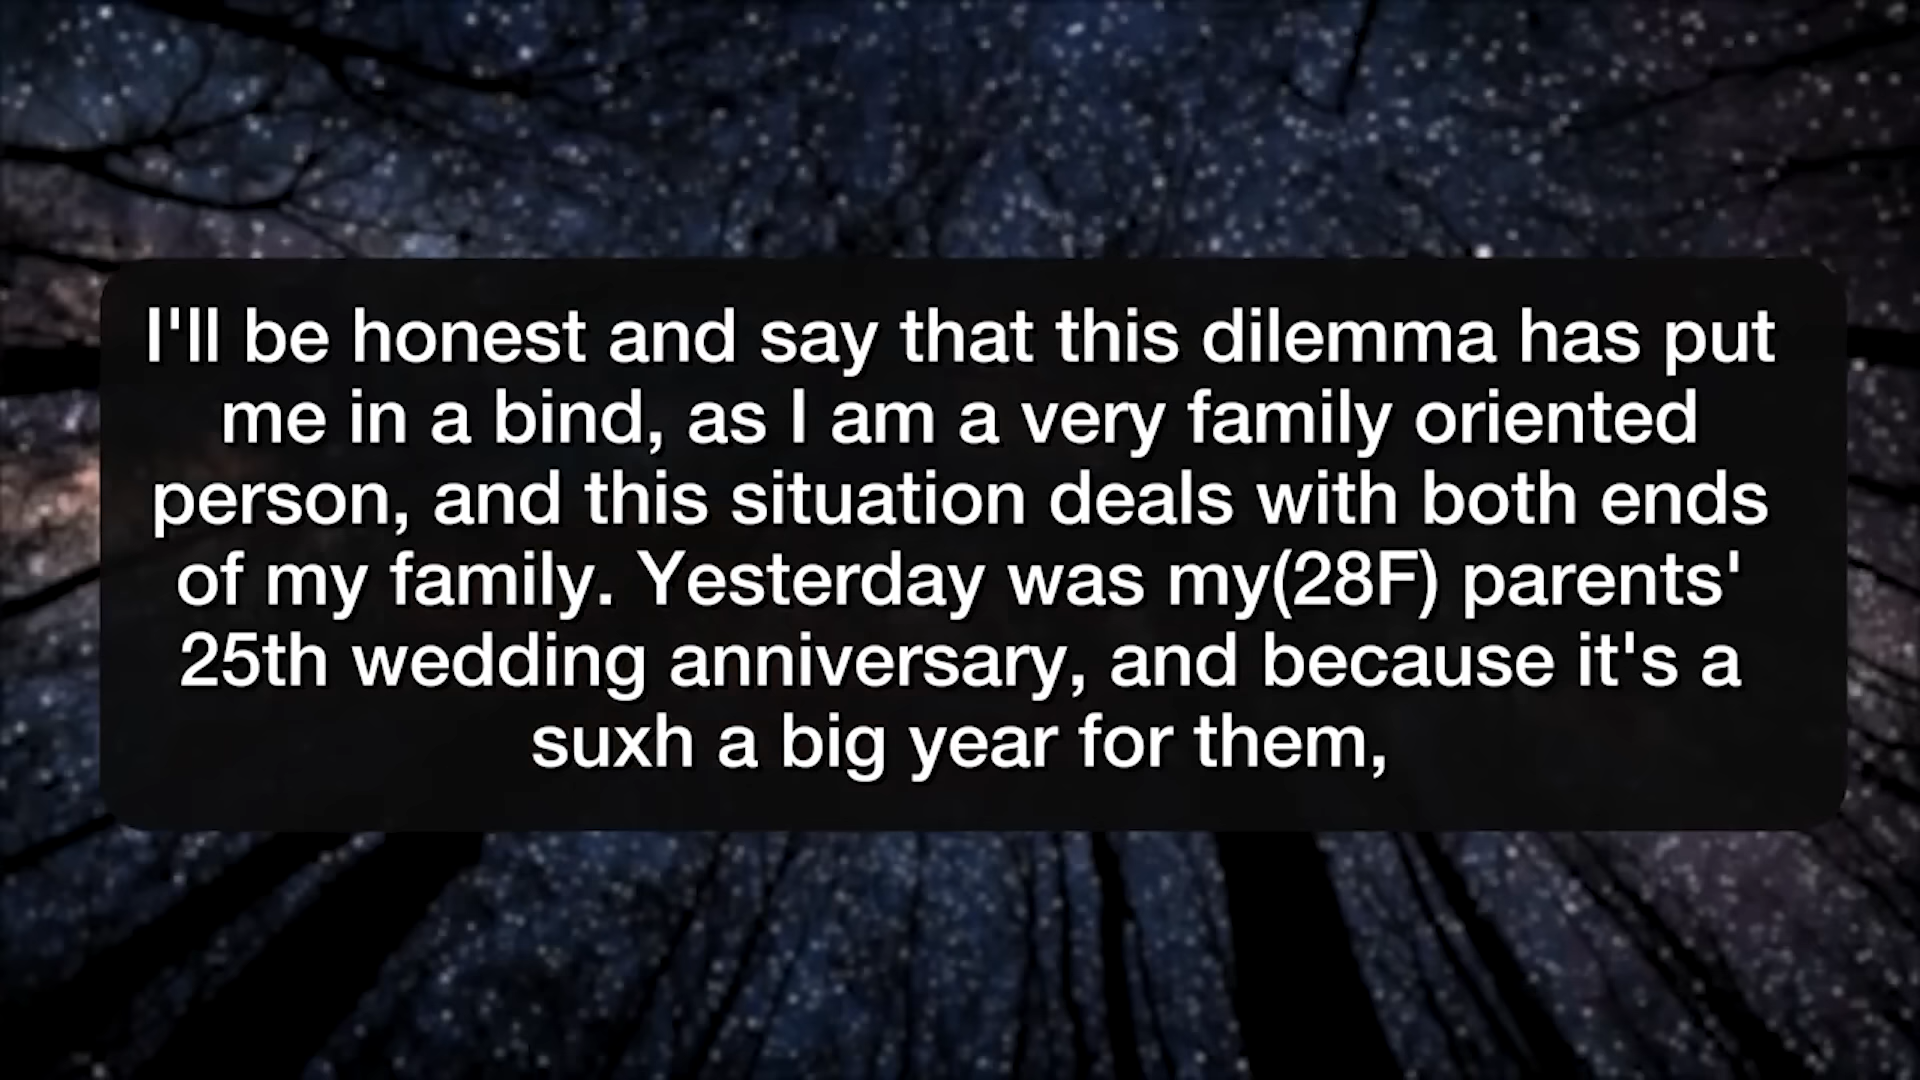 I'll be honest and say that this dilemma has put
me in a bind, as I am a very family oriented
person, and this situation deals with both ends
of my family. Yesterday was my(28F) parents'
25th wedding anniversary, and because it's a
suxh a big year for them,